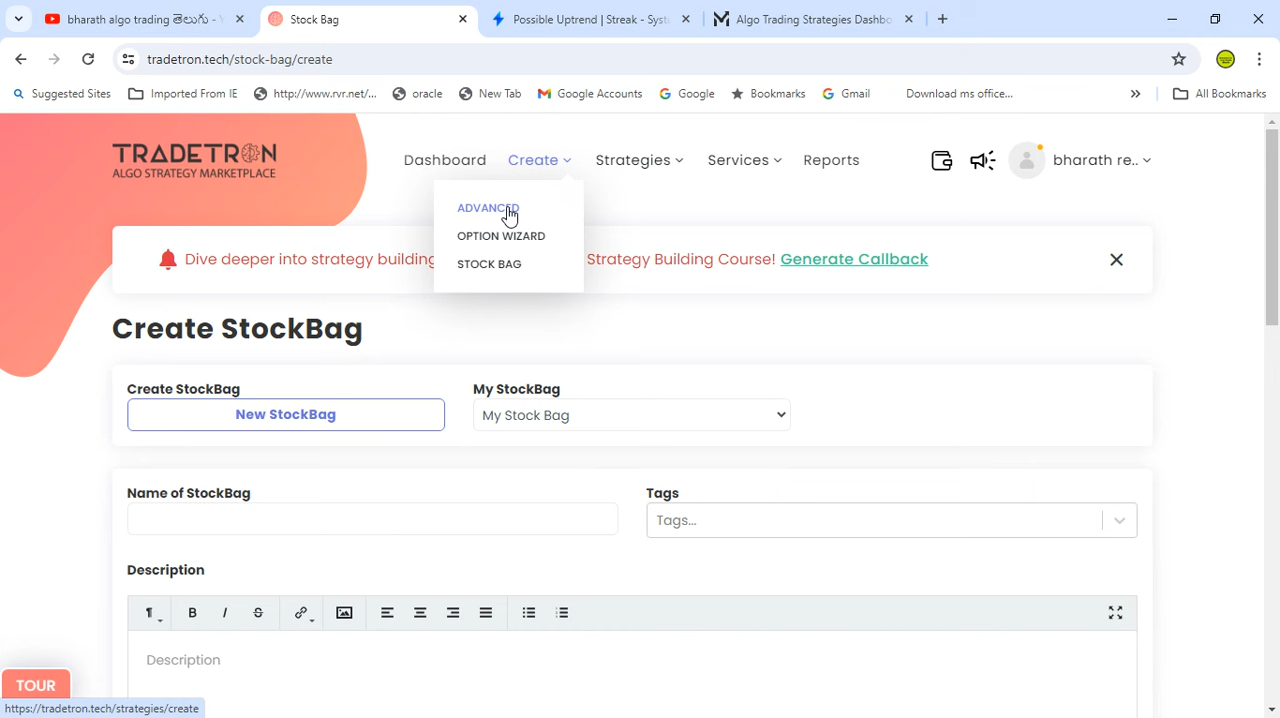 bharath algo trading తెలుగు - Y
Stock Bag
Possible Uptrend | Streak - Syst
Algo Trading Strategies Dashbo
tradetron.tech/stock-bag/create
Suggested Sites
Imported From IE
http://www.rvr.net/...
oracle
New Tab
Google Accounts
Google
Bookmarks
Gmail
Download ms office...
All Bookmarks
TRADETRON
ALGO STRATEGY MARKETPLACE
Dashboard
Create
Strategies
Services
Reports
bharath re..
ADVANCED
OPTION WIZARD
STOCK BAG
Dive deeper into strategy building
Strategy Building Course! Generate Callback
Create StockBag
Create StockBag
My StockBag
New StockBag
My Stock Bag
Name of StockBag
Tags
Tags...
Description
Description
TOUR
https://tradetron.tech/strategies/create